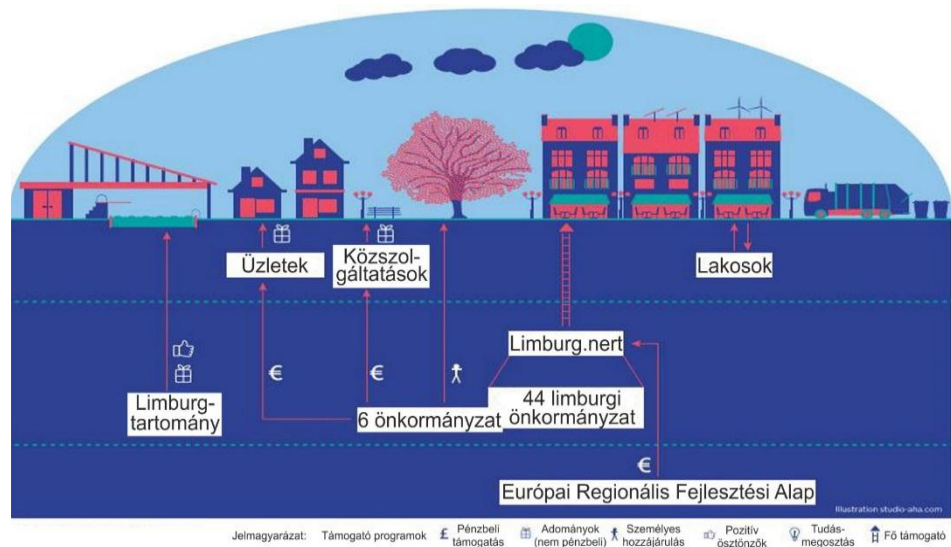 Üzletek
Közszol-
gáltatások
Lakosok
Limburg.nert
€
€
Limburg-
tartomány
6 önkormányzat
44 limburgi
önkormányzat
€
Európai Regionális Fejlesztési Alap
Illustration studio-aha.com
Jelmagyarázat: Támogató programok £ Pénzbeli támogatás Adományok (nem pénzbeli) Személyes hozzájárulás Pozitív ösztönzők Tudás-megosztás Fő támogató